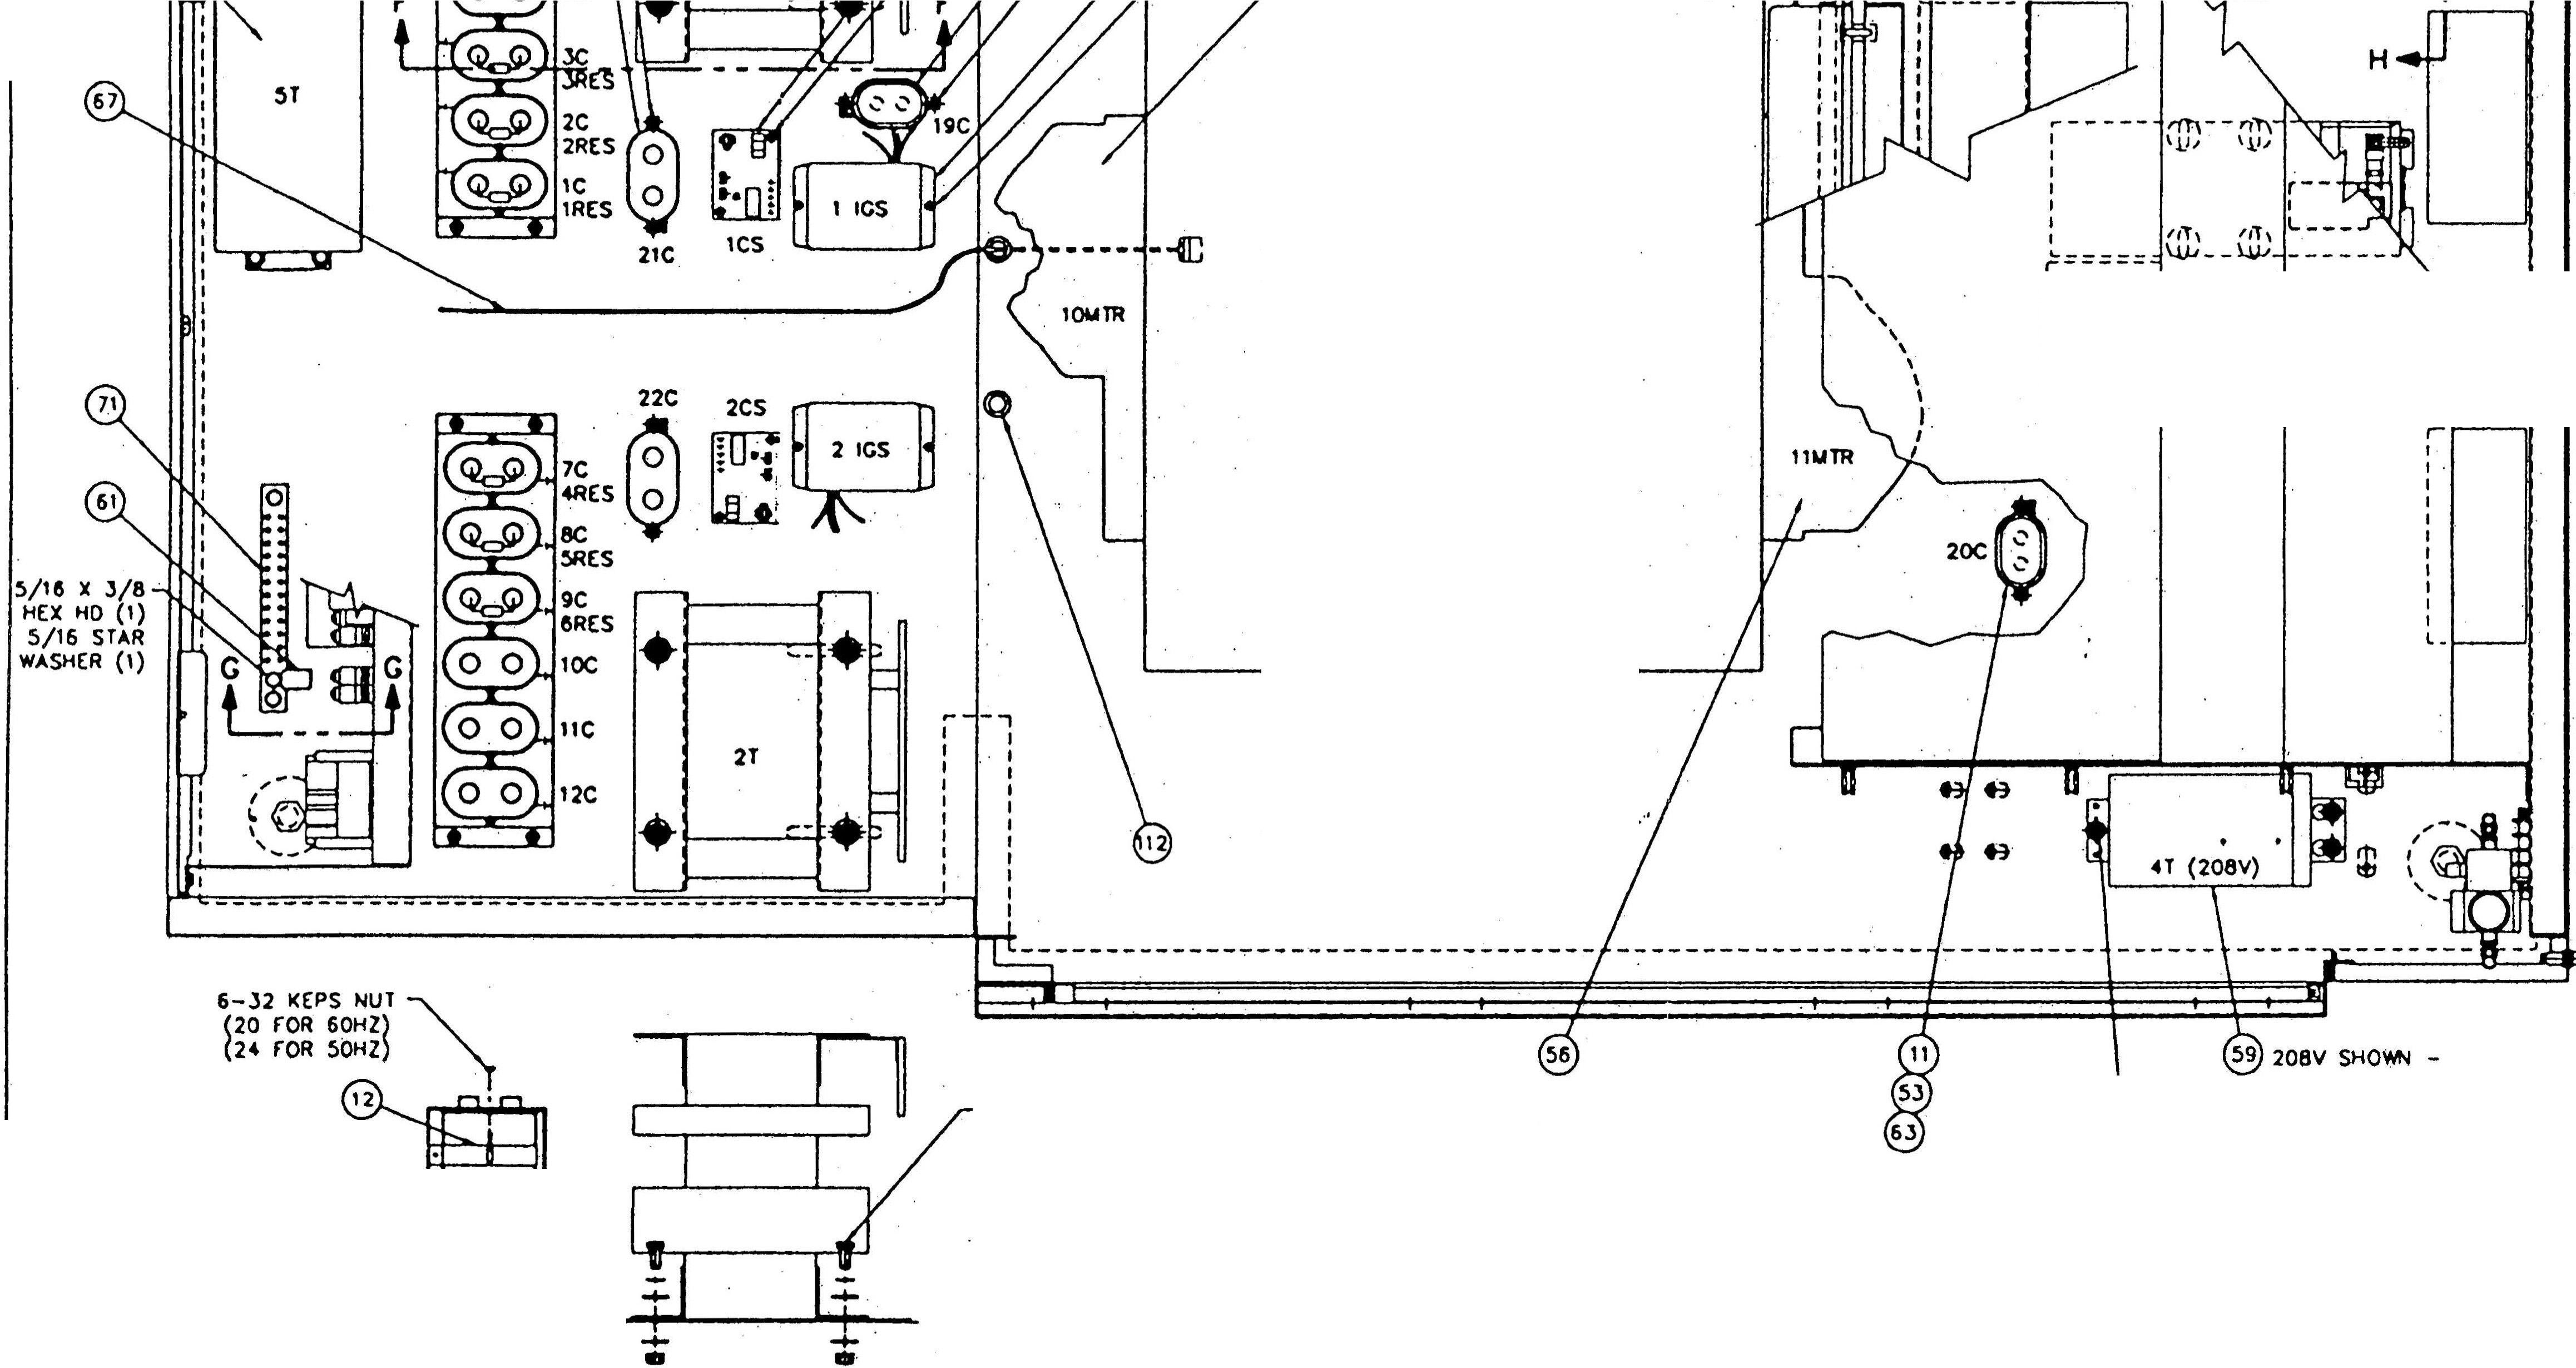 F
F
3C
3RES
5T
2C
2RES
1C
1RES
21C
1CS
19C
1 IGS
H
67
10MTR
71
61
22C
2CS
2 IGS
7C
4RES
8C
5RES
9C
6RES
10C
11C
12C
5/16 X 3/8
HEX HD (1)
5/16 STAR
WASHER (1)
G
G
2T
112
11MTR
20C
4T (208V)
6-32 KEPS NUT
(20 FOR 60HZ)
(24 FOR 50HZ)
12
56
11
53
63
59
208V SHOWN -